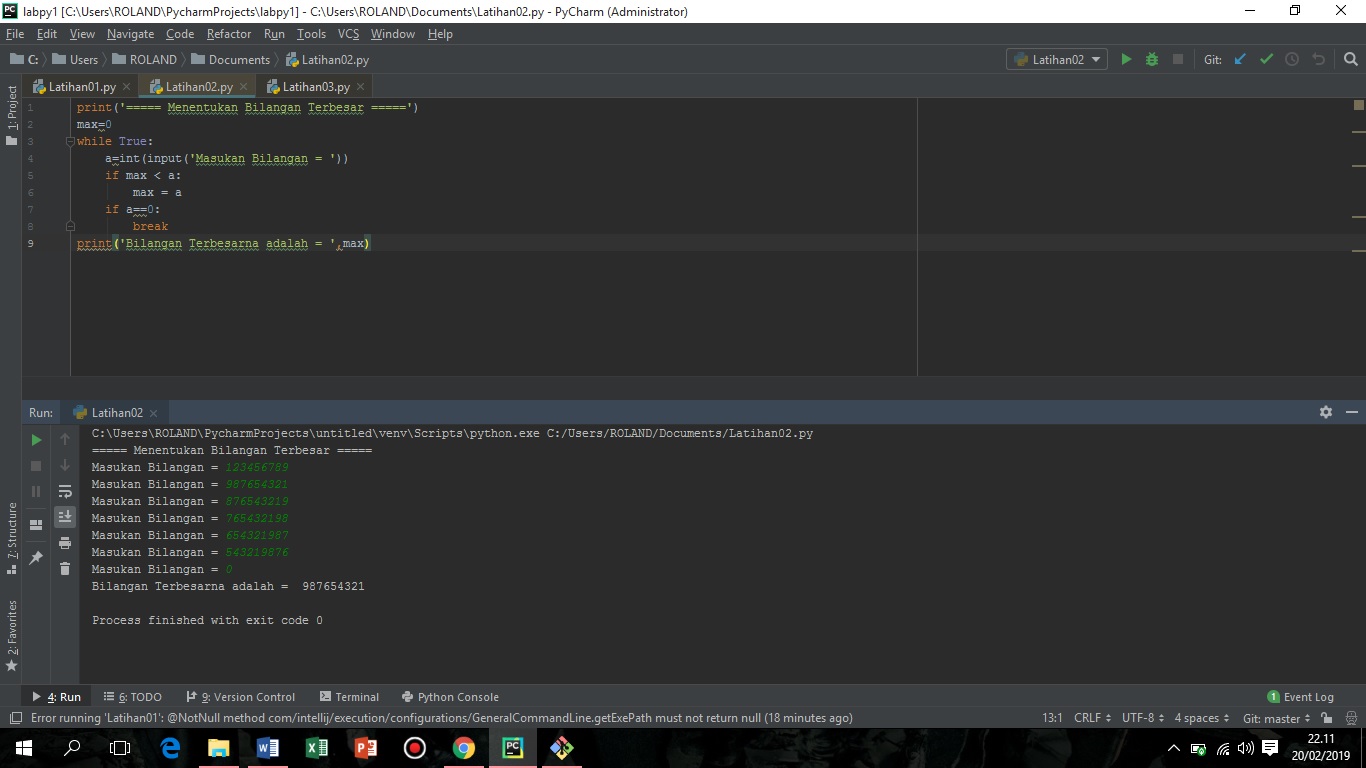 labpy1 [C:\Users\ROLAND\PycharmProjects\labpy1] - C:\Users\ROLAND\Documents\Latihan02.py - PyCharm (Administrator)
File Edit View Navigate Code Refactor Run Tools VCS Window Help
C: Users ROLAND Documents Latihan02.py Latihan02 Git:
Latihan01.py Latihan02.py Latihan03.py
1: Project
1 print('===== Menentukan Bilangan Terbesar =====')
2 max=0
3 while True:
4 a=int(input('Masukan Bilangan = '))
5 if max < a:
6 max = a
7 if a==0:
8 break
9 print('Bilangan Terbesarna adalah = ',max)
Run: Latihan02
C:\Users\ROLAND\PycharmProjects\untitled\venv\Scripts\python.exe C:/Users/ROLAND/Documents/Latihan02.py
===== Menentukan Bilangan Terbesar =====
Masukan Bilangan = 123456789
Masukan Bilangan = 987654321
Masukan Bilangan = 876543219
Masukan Bilangan = 765432198
Masukan Bilangan = 654321987
Masukan Bilangan = 543219876
Masukan Bilangan = 0
Bilangan Terbesarna adalah =  987654321
Process finished with exit code 0
7: Structure
2: Favorites
4: Run 6: TODO 9: Version Control Terminal Python Console 1 Event Log
Error running 'Latihan01': @NotNull method com/intellij/execution/configurations/GeneralCommandLine.getExePath must not return null (18 minutes ago) 13:1 CRLF UTF-8 4 spaces Git: master
22.11
20/02/2019